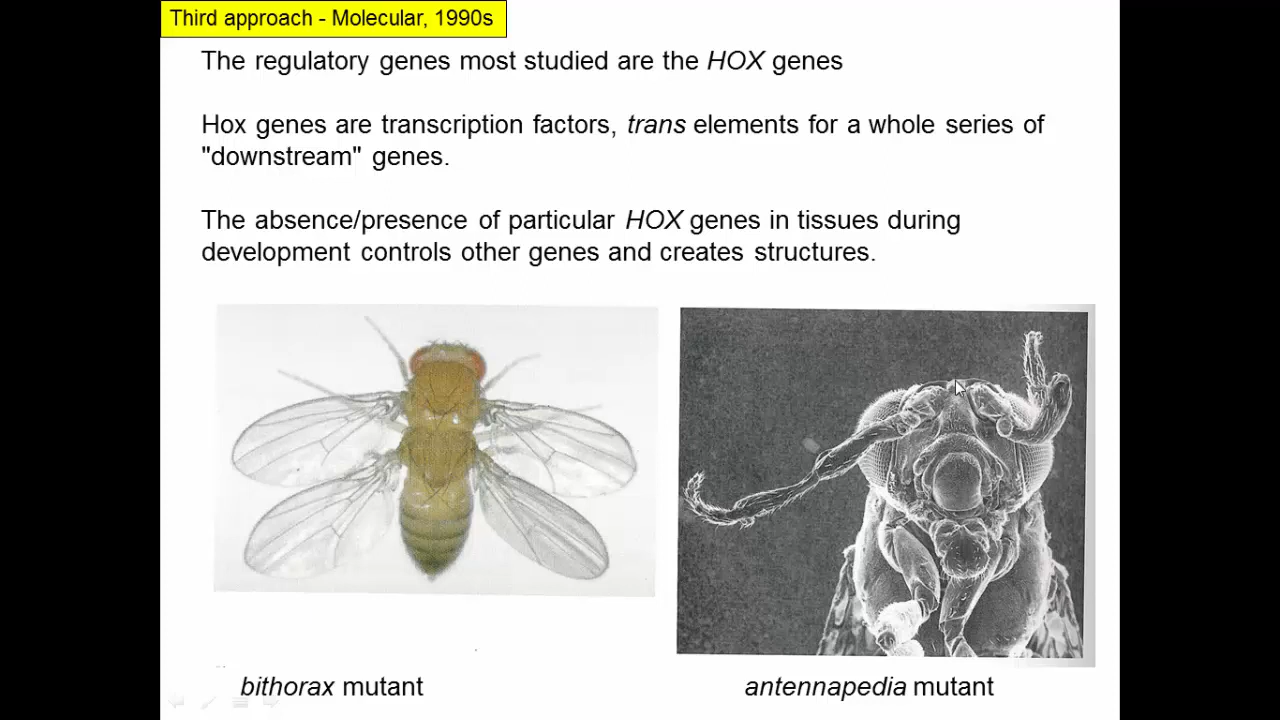 Third approach - Molecular, 1990s
The regulatory genes most studied are the HOX genes
Hox genes are transcription factors, trans elements for a whole series of
"downstream" genes.
The absence/presence of particular HOX genes in tissues during
development controls other genes and creates structures.
bithorax mutant
antennapedia mutant